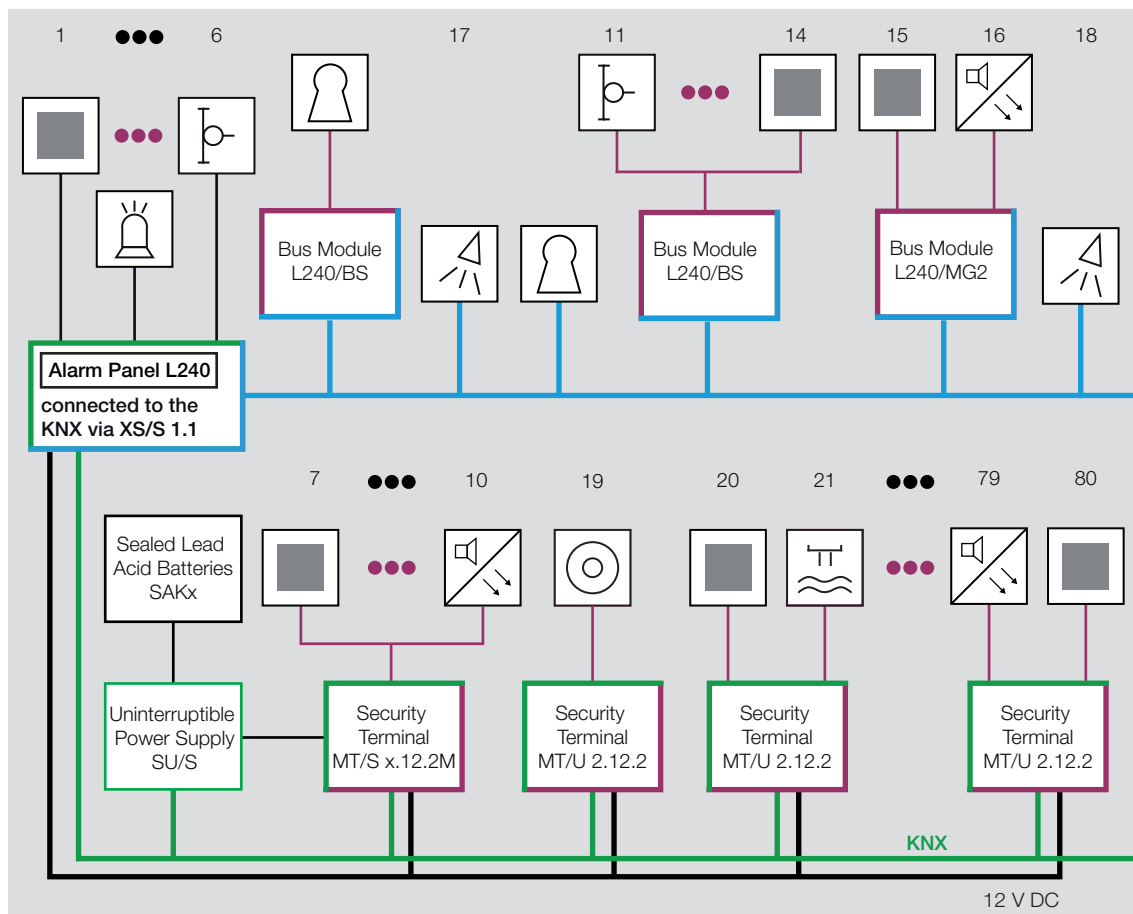 1 ●●● 6 17 11 14 15 16 18
Bus Module
L240/BS
Bus Module
L240/BS
Bus Module
L240/MG2
Alarm Panel L240
connected to the
KNX via XS/S 1.1
7 ●●● 10 19 20 21 ●●● 79 80
Sealed Lead
Acid Batteries
SAKx
Uninterruptible
Power Supply
SU/S
Security
Terminal
MT/S x.12.2M
Security
Terminal
MT/U 2.12.2
Security
Terminal
MT/U 2.12.2
Security
Terminal
MT/U 2.12.2
KNX
12 V DC